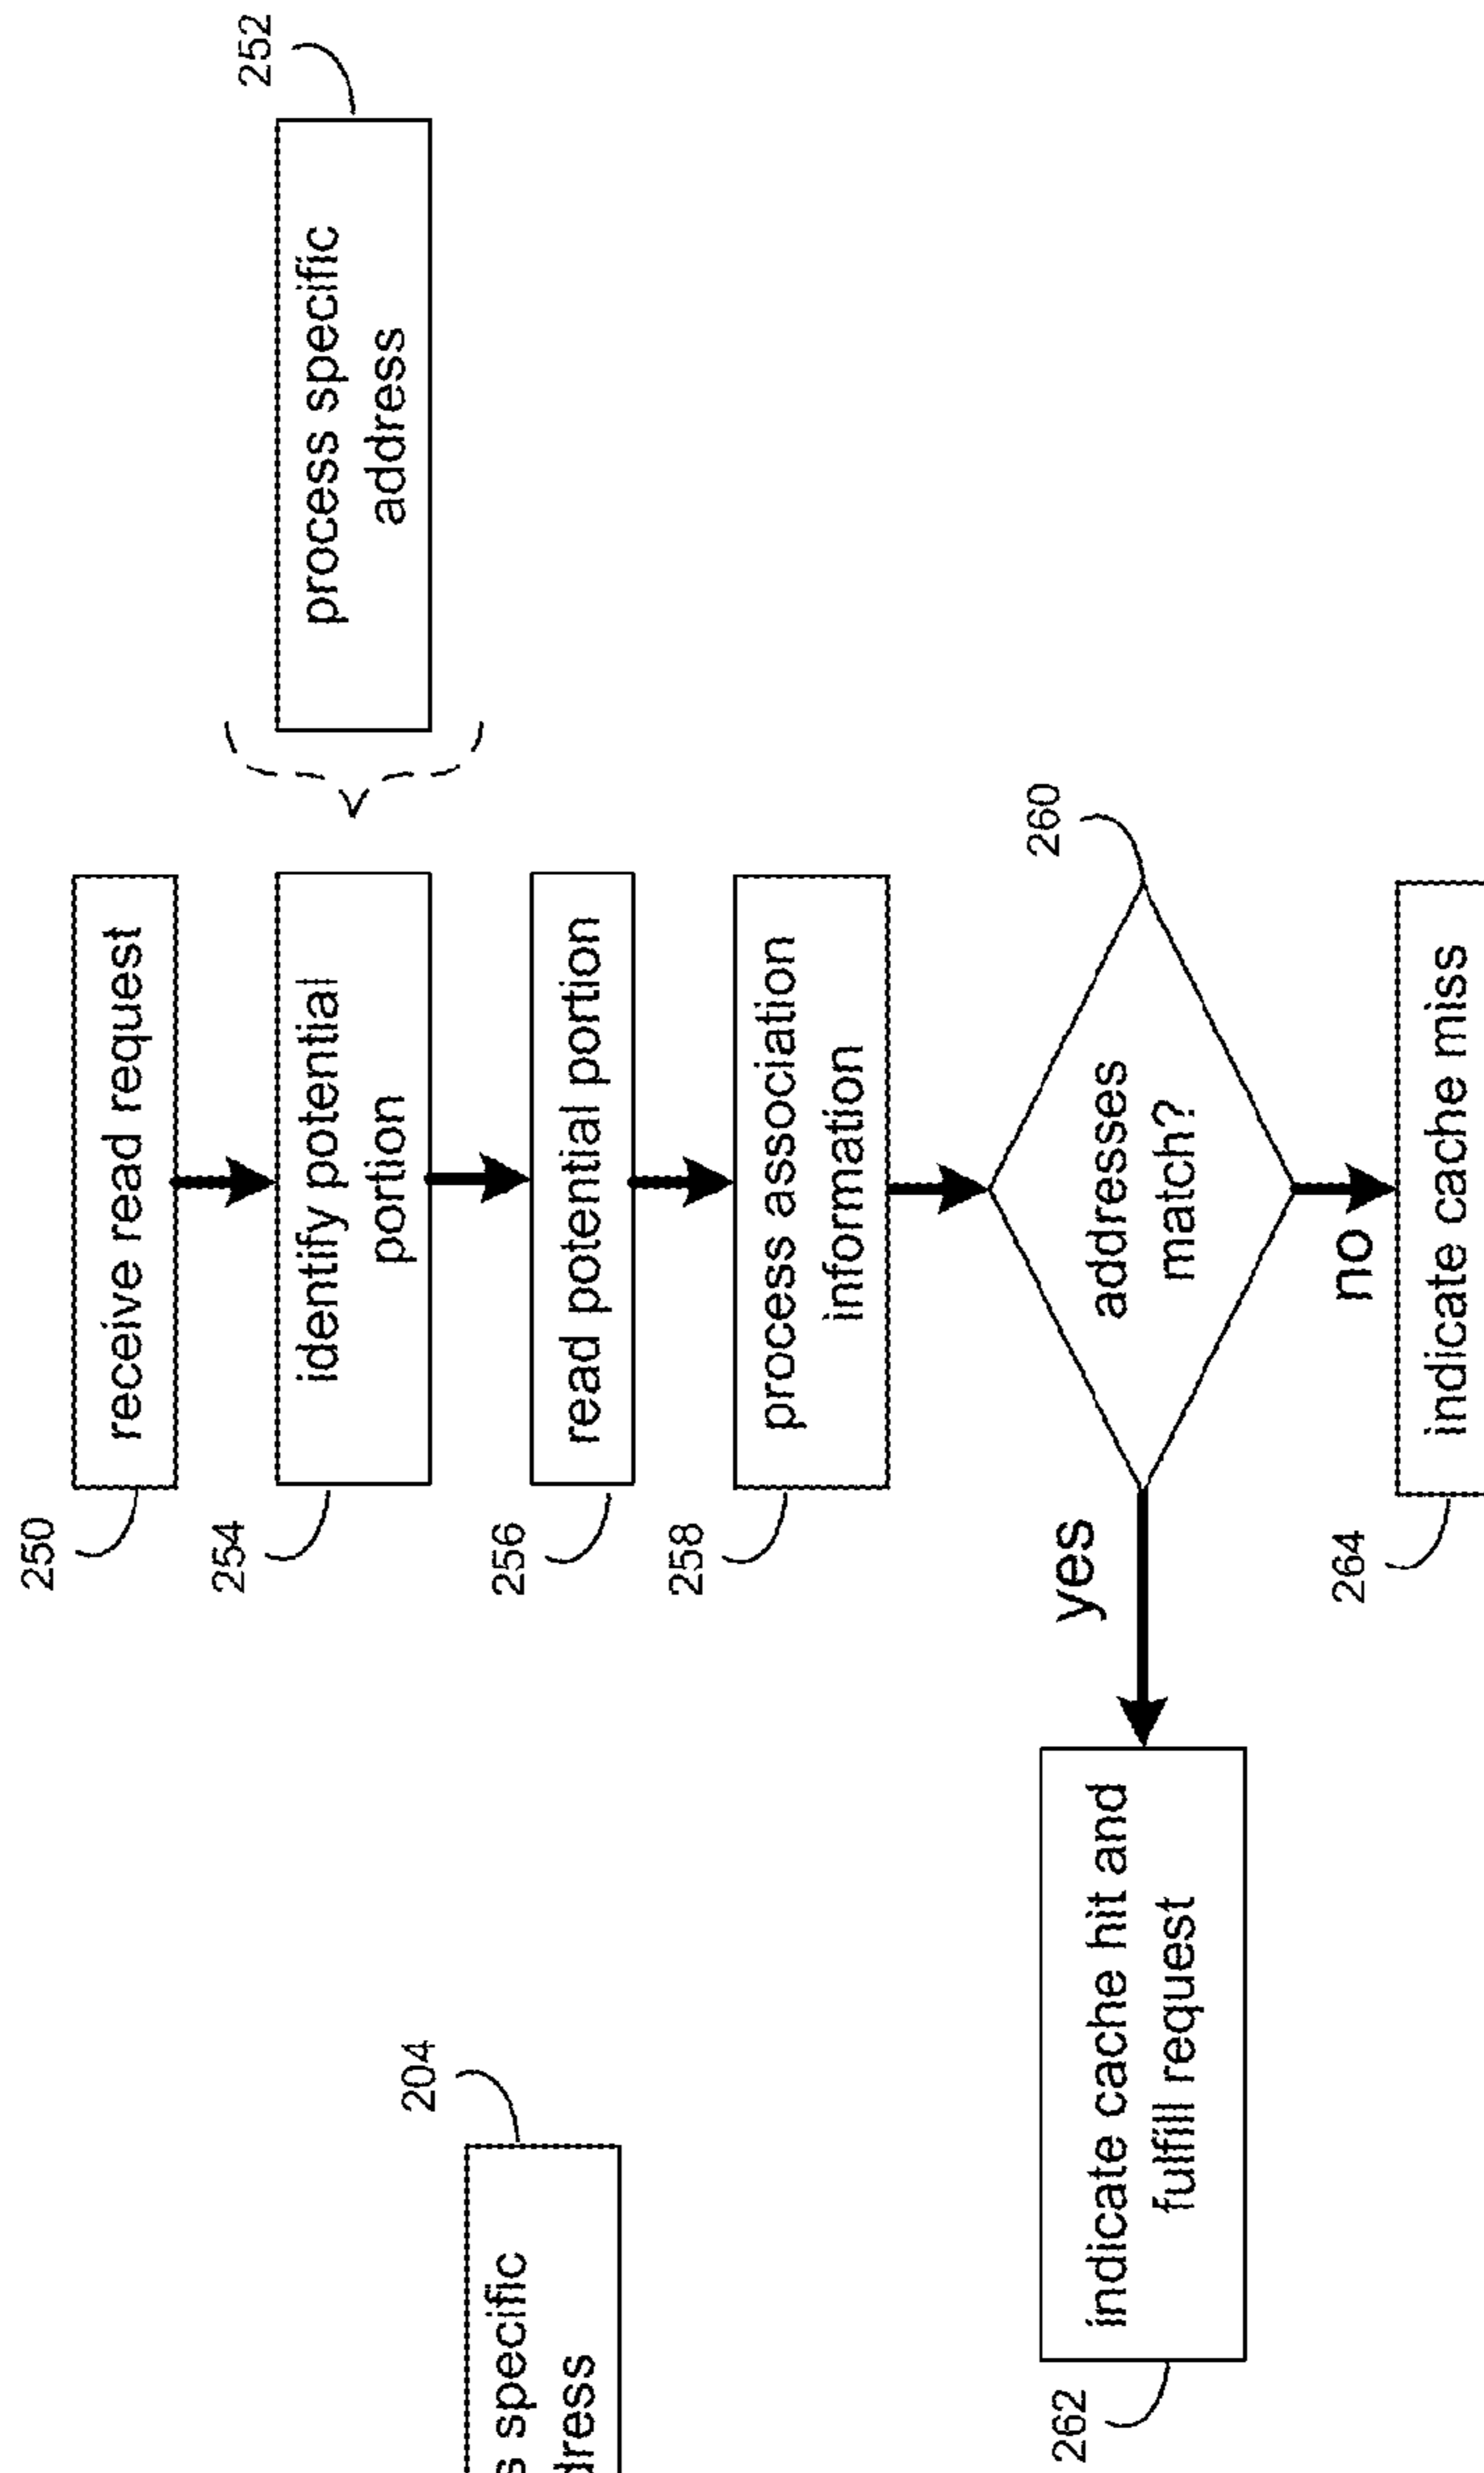 250
receive read request
252
process specific
address
254
identify potential
portion
256
read potential portion
258
process association
information
260
addresses
match?
yes
no
262
indicate cache hit and
fulfill request
264
indicate cache miss
204
s specific
dress